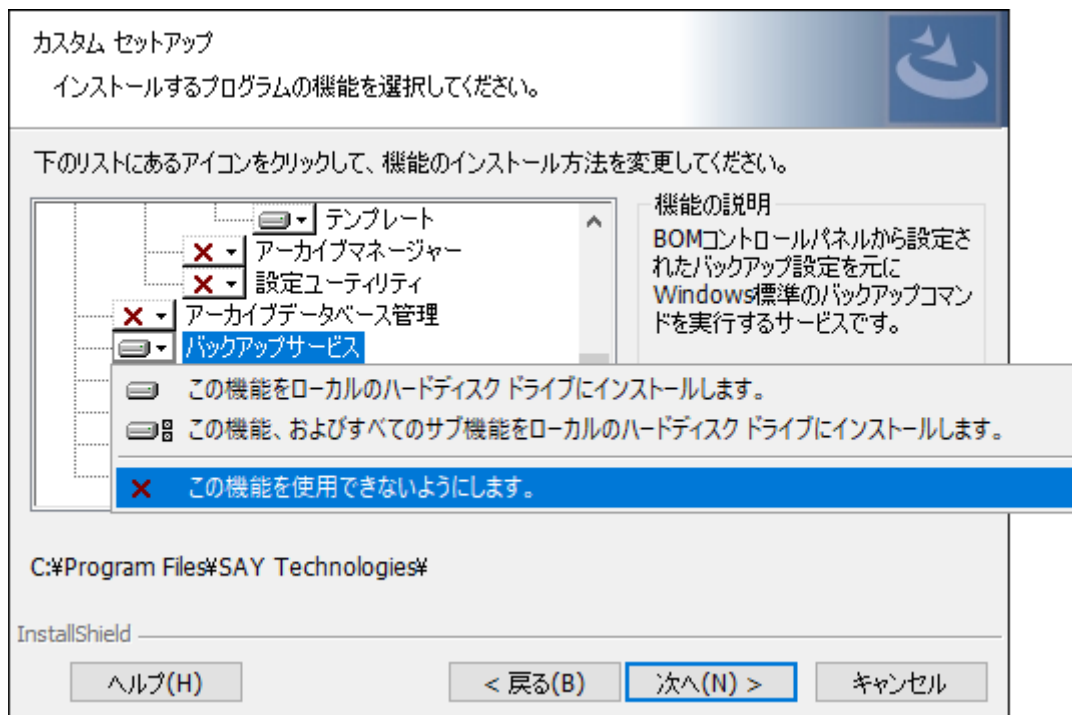 カスタム セットアップ
インストールするプログラムの機能を選択してください。
下のリストにあるアイコンをクリックして、機能のインストール方法を変更してください。
テンプレート
アーカイブマネージャー
設定ユーティリティ
アーカイブデータベース管理
バックアップサービス
機能の説明
BOMコントロールパネルから設定さ
れたバックアップ設定を元に
Windows標準のバックアップコマン
ドを実行するサービスです。
この機能をローカルのハードディスク ドライブにインストールします。
この機能、およびすべてのサブ機能をローカルのハードディスク ドライブにインストールします。
この機能を使用できないようにします。
C:¥Program Files¥SAY Technologies¥
InstallShield
ヘルプ(H)
< 戻る(B)
次へ(N) >
キャンセル